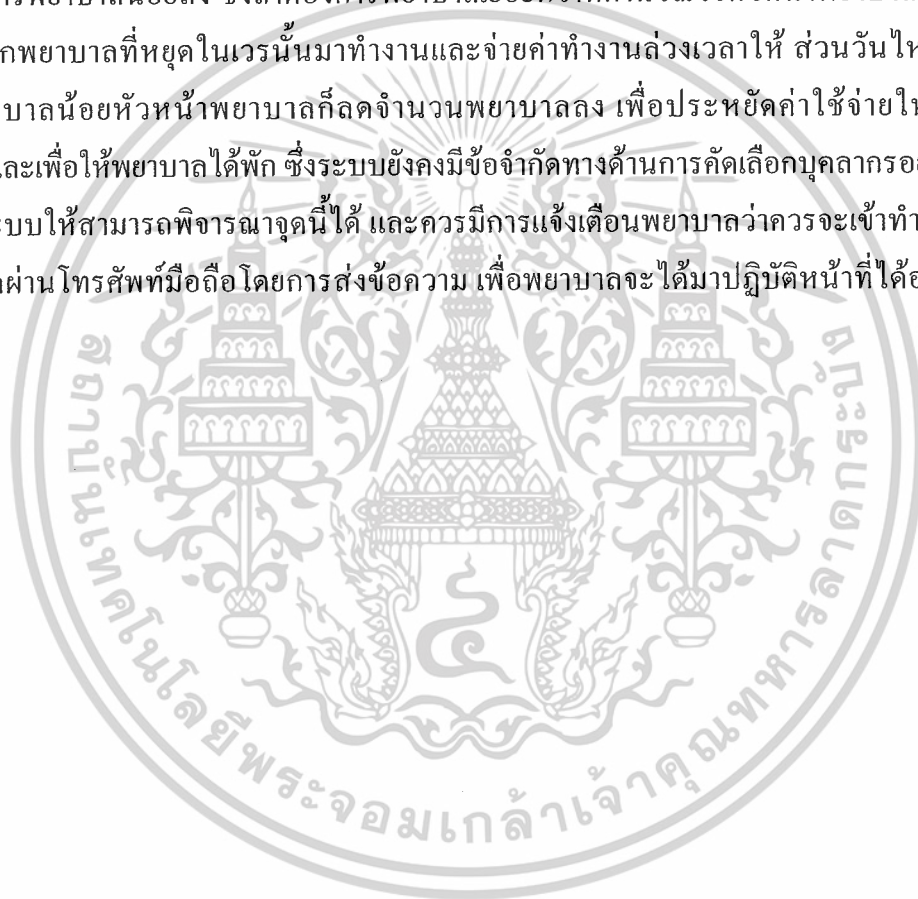 กพยาบาลที่หยุดในเวรนั้นมาทำงานและจ่ายค่าทำงานล่วงเวลาให้ ส่วนวันไห
บาลน้อยหัวหน้าพยาบาลก็ลดจำนวนพยาบาลลง เพื่อประหยัดค่าใช้จ่ายใน
และเพื่อให้พยาบาลได้พัก ซึ่งระบบยังคงมีข้อจำกัดทางด้านการคัดเลือกบุคลากรอ
ะบบให้สามารถพิจารณาจุดนี้ได้ และควรมีการแจ้งเตือนพยาบาลว่าควรจะเข้าทำ
ผ่านโทรศัพท์มือถือโดยการส่งข้อความ เพื่อพยาบาลจะได้มาปฏิบัติหน้าที่ได้อ
สถาบันเทคโนโลยีพระจอมเกล้าเจ้าคุณทหารลาดกระบัง
๔